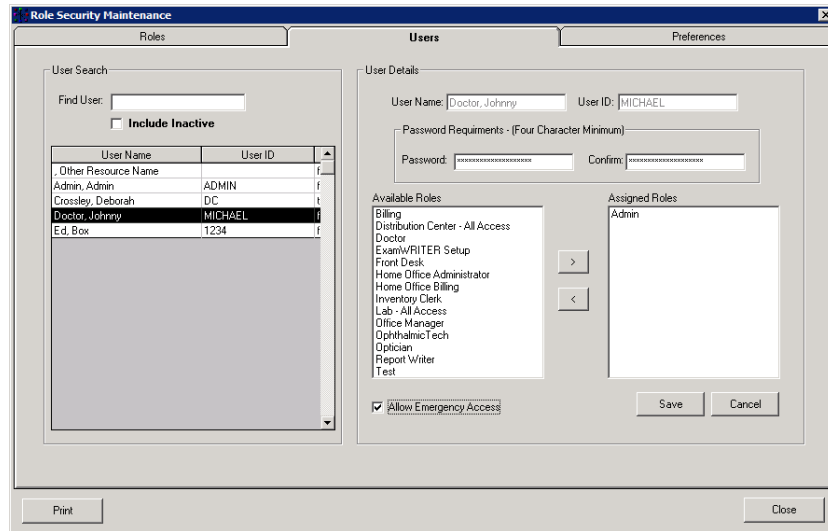 Role Security Maintenance
Roles
Users
Preferences
User Search
Find User:
Include Inactive
User Name User ID
, Other Resource Name f
Admin, Admin ADMIN f
Crossley, Deborah DC t
Doctor, Johnny MICHAEL f
Ed, Box 1234 f
User Details
User Name: Doctor, Johnny User ID: MICHAEL
Password Requirments - (Four Character Minimum)
Password: ******************** Confirm: ********************
Available Roles
Billing
Distribution Center - All Access
Doctor
ExamWRITER Setup
Front Desk
Home Office Administrator
Home Office Billing
Inventory Clerk
Lab - All Access
Office Manager
OphthalmicTech
Optician
Report Writer
Test
>
<
Assigned Roles
Admin
Allow Emergency Access
Save Cancel
Print
Close